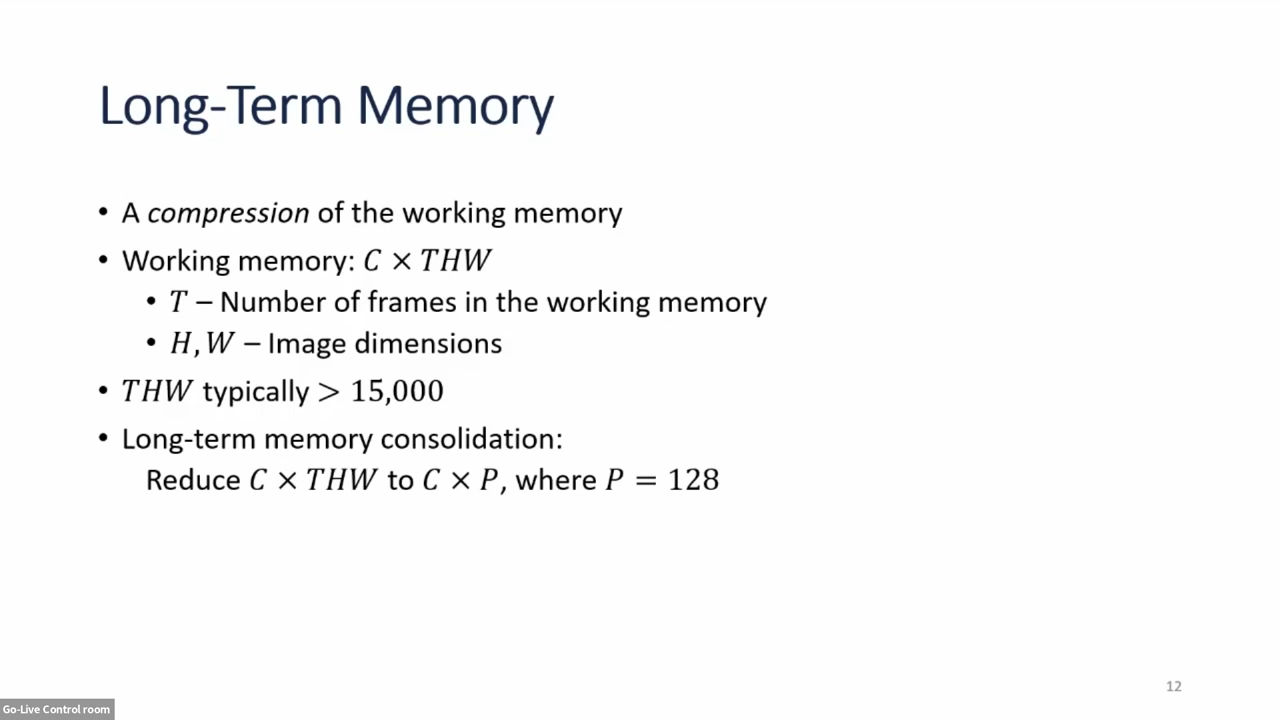 Long-Term Memory
• A compression of the working memory
• Working memory: C × THW
• T – Number of frames in the working memory
• H, W – Image dimensions
• THW typically > 15,000
• Long-term memory consolidation:
Reduce C × THW to C × P, where P = 128
12
Go-Live Control room